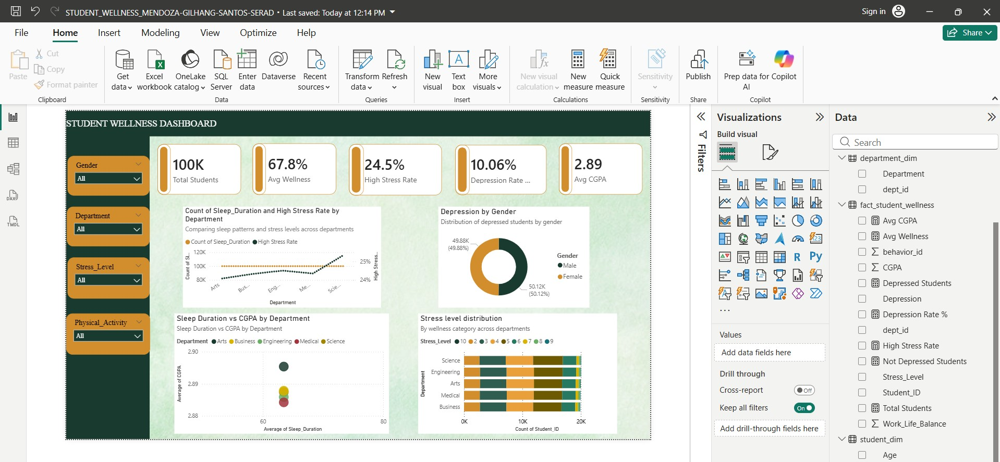 STUDENT_WELLNESS_MENDOZA-GILHANG-SANTOS-SERAD • Last saved: Today at 12:14 PM
Sign in
File Home Insert Modeling View Optimize Help
Share
Paste
Cut
Copy
Format painter
Clipboard
Get data
Excel workbook
OneLake catalog
SQL Server
Enter data
Dataverse
Recent sources
Data
Transform data
Refresh
Queries
New visual
Text box
More visuals
Insert
New visual calculation
New measure
Quick measure
Calculations
Sensitivity
Sensitivity
Publish
Share
Prep data for AI
Copilot
Copilot
DAX
TMDL
STUDENT WELLNESS DASHBOARD
Gender
All
Department
All
Stress_Level
All
Physical_Activity
All
100K
Total Students
67.8%
Avg Wellness
24.5%
High Stress Rate
10.06%
Depression Rate ...
2.89
Avg CGPA
Count of Sleep_Duration and High Stress Rate by
Department
Comparing sleep patterns and stress levels across departments
Count of Sleep_Duration High Stress Rate
120K
100K
80K
Count of Sl...
25%
24%
High Stress...
Arts Bus... Eng... Me... Scie...
Department
Depression by Gender
Distribution of depressed students by gender
49.88K
(49.88%)
50.12K
(50.12%)
Gender
Male
Female
Sleep Duration vs CGPA by Department
Sleep Duration vs CGPA by Department
Department Arts Business Engineering Medical Science
2.90
2.89
2.88
Average of CGPA
60 80
Average of Sleep_Duration
Stress level distribution
By wellness category across departments
Stress_Level 10 2 3 4 5 6 7 8 9
Science
Engineering
Arts
Medical
Business
Department
0K 10K 20K
Count of Student_ID
Filters
Visualizations
Build visual
123
R
Py
...
Values
Add data fields here
Drill through
Cross-report Off
Keep all filters On
Add drill-through fields here
Data
Search
department_dim
Department
dept_id
fact_student_wellness
Avg CGPA
Avg Wellness
behavior_id
CGPA
Depressed Students
Depression
Depression Rate %
dept_id
High Stress Rate
Not Depressed Students
Stress_Level
Student_ID
Total Students
Work_Life_Balance
student_dim
Age